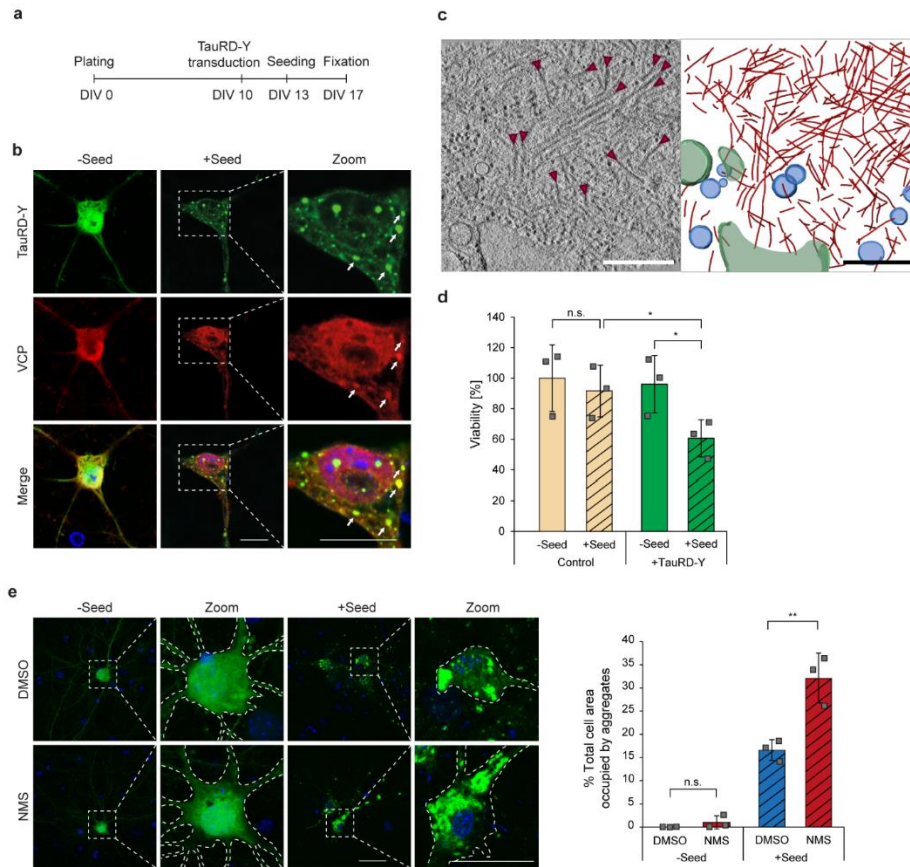 a
TauRD-Y
Plating transduction Seeding Fixation
DIV 0 DIV 10 DIV 13 DIV 17
b
-Seed +Seed Zoom
TauRD-Y
VCP
Merge
c
d
Viability [%]
140
120
100
80
60
40
20
0
n.s.
*
*
-Seed +Seed -Seed +Seed
Control +TauRD-Y
e
-Seed Zoom +Seed Zoom
DMSO
NMS
% Total cell area
occupied by aggregates
40
35
30
25
20
15
10
5
0
n.s.
**
DMSO NMS DMSO NMS
-Seed +Seed